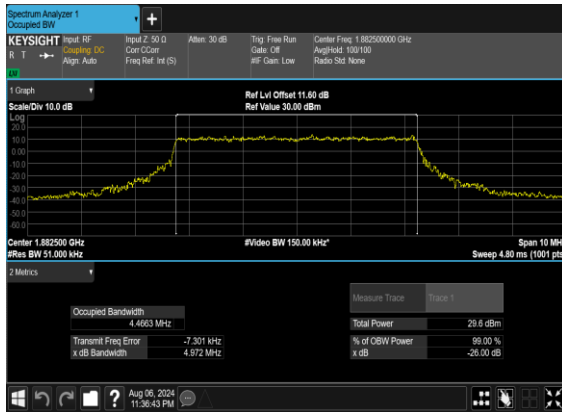 Spectrum Analyzer 1
Occupied BW
KEYSIGHT Input: RF Input Z: 50 Ω Atten: 30 dB Trig: Free Run Center Freq: 1.882500000 GHz
R T Coupling: DC Corr CCorr Gate: Off Avg|Hold: 100/100
Align: Auto Freq Ref: Int (S) #IF Gain: Low Radio Std: None
1 Graph
Ref Lvl Offset 11.60 dB
Scale/Div 10.0 dB Ref Value 30.00 dBm
Log
20.0
10.0
0.00
-10.0
-20.0
-30.0
-40.0
-50.0
-60.0
Center 1.882500 GHz #Video BW 150.00 kHz* Span 10 MH
#Res BW 51.000 kHz Sweep 4.80 ms (1001 pts
2 Metrics
Measure Trace Trace 1
Occupied Bandwidth
4.4663 MHz Total Power 29.6 dBm
Transmit Freq Error -7.301 kHz % of OBW Power 99.00 %
x dB Bandwidth 4.972 MHz x dB -26.00 dB
Aug 06, 2024
11:36:43 PM